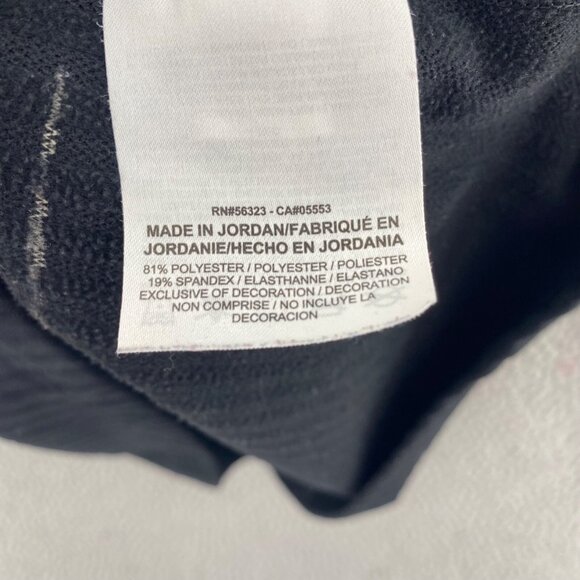 RN#56323 - CA#05553
MADE IN JORDAN/FABRIQUÉ EN
JORDANIE/HECHO EN JORDANIA
81% POLYESTER / POLYESTER / POLIESTER
19% SPANDEX / ELASTHANNE / ELASTANO
EXCLUSIVE OF DECORATION / DECORATION
NON COMPRISE / NO INCLUYE LA
DECORACION